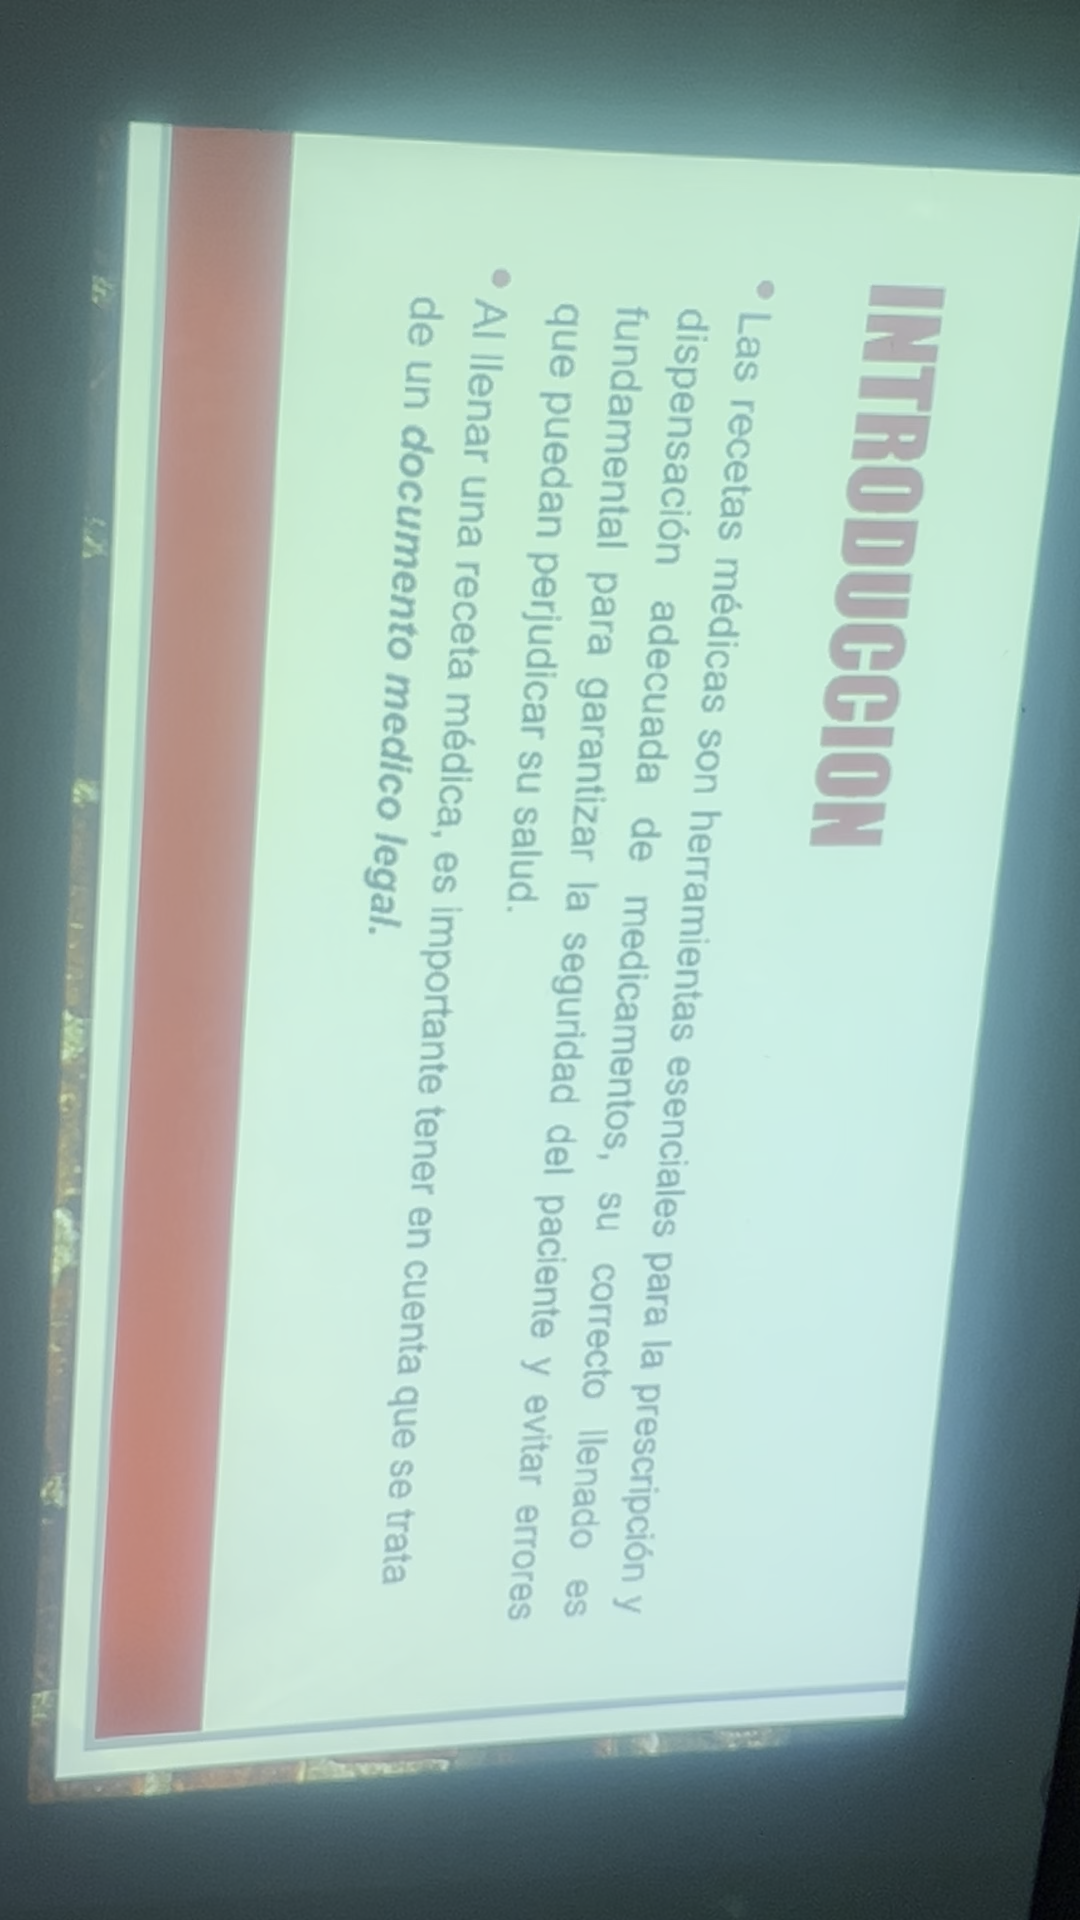 INTRODUCCION
• Las recetas médicas son herramientas esenciales para la prescripción y
dispensación adecuada de medicamentos, su correcto llenado es
fundamental para garantizar la seguridad del paciente y evitar errores
que puedan perjudicar su salud.
• Al llenar una receta médica, es importante tener en cuenta que se trata
de un documento medico legal.